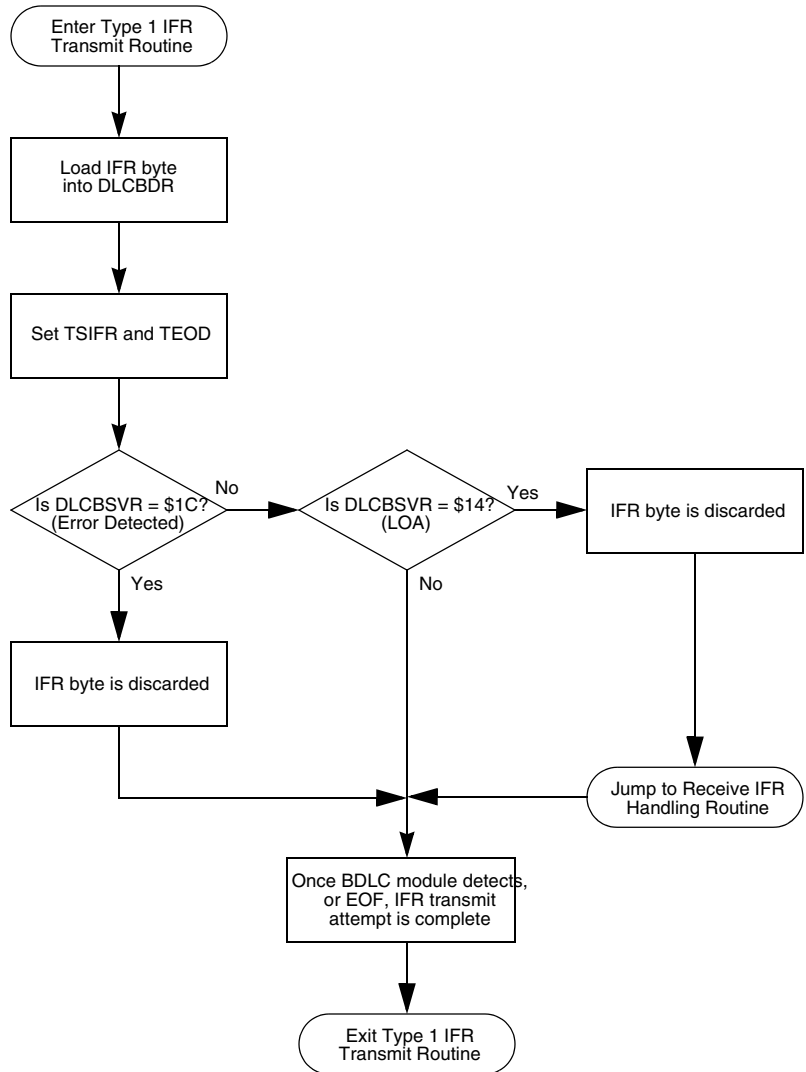 Enter Type 1 IFR
Transmit Routine
Load IFR byte
into DLCBDR
Set TSIFR and TEOD
Is DLCBSVR = $1C?
(Error Detected)
No
Yes
Is DLCBSVR = $14?
(LOA)
Yes
No
IFR byte is discarded
IFR byte is discarded
Jump to Receive IFR
Handling Routine
Once BDLC module detects,
or EOF, IFR transmit
attempt is complete
Exit Type 1 IFR
Transmit Routine